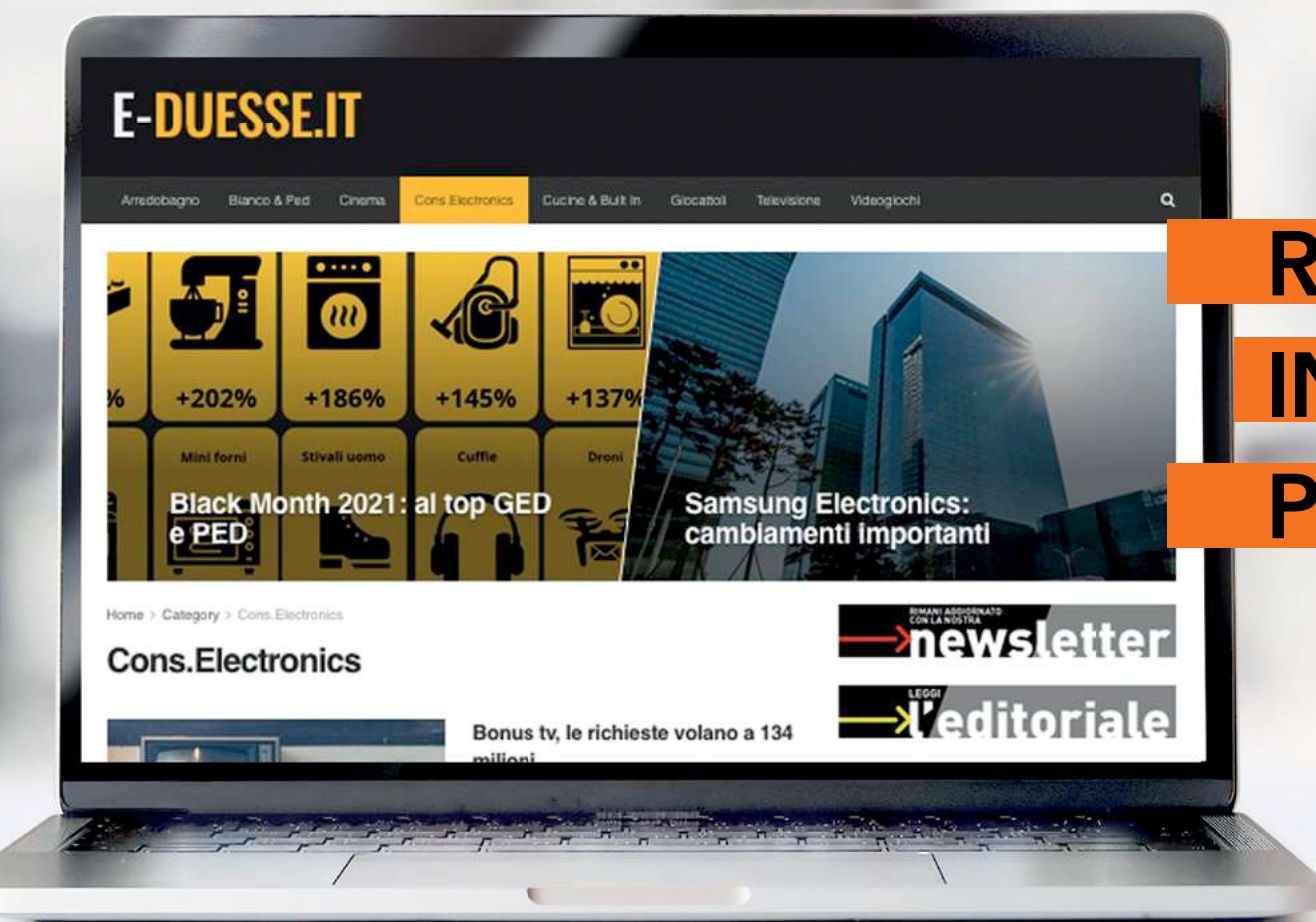 E-DUESSE.IT
Arredobagno Bianco & Ped Cinema Cons.Electronics Cucine & Built In Giocattoli Televisione Videogiochi
R
IN
P
% +202% +186% +145% +137%
Mini forni Stivali uomo Cuffie Droni
Black Month 2021: al top GED
e PED
Samsung Electronics:
cambiamenti importanti
Home > Category > Cons.Electronics
Cons.Electronics
RIMANI AGGIORNATO
CON LA NOSTRA
newsletter
LEGGI
l'editoriale
Bonus tv, le richieste volano a 134
milioni